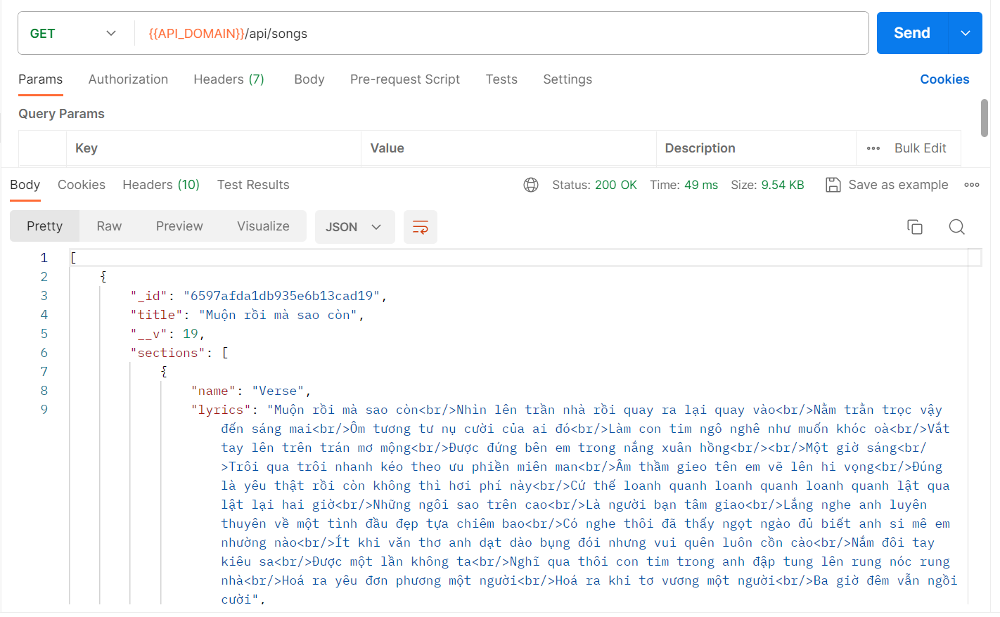 GET {{API_DOMAIN}}/api/songs Send
Params Authorization Headers (7) Body Pre-request Script Tests Settings Cookies
Query Params
Key Value Description Bulk Edit
Body Cookies Headers (10) Test Results Status: 200 OK Time: 49 ms Size: 9.54 KB Save as example
Pretty Raw Preview Visualize JSON
1 [
2 {
3 "_id": "6597afda1db935e6b13cad19",
4 "title": "Muộn rồi mà sao còn",
5 "__v": 19,
6 "sections": [
7 {
8 "name": "Verse",
9 "lyrics": "Muộn rồi mà sao còn<br/>Nhìn lên trần nhà rồi quay ra lại quay vào<br/>Nằm trằn trọc vậy
đến sáng mai<br/>Ôm tương tư nụ cười của ai đó<br/>Làm con tim ngô nghê như muốn khóc oà<br/>Vắt
tay lên trên trán mơ mộng<br/>Được đứng bên em trong nắng xuân hồng<br/><br/>Một giờ sáng<br/
>Trôi qua trôi nhanh kéo theo ưu phiền miên man<br/>Âm thầm gieo tên em vẽ lên hi vọng<br/>Đúng
là yêu thật rồi còn không thì hơi phí này<br/>Cứ thế loanh quanh loanh quanh loanh quanh lật qua
lật lại hai giờ<br/>Những ngôi sao trên cao<br/>Là người bạn tâm giao<br/>Lắng nghe anh luyên
thuyên về một tình đầu đẹp tựa chiêm bao<br/>Có nghe thôi đã thấy ngọt ngào đủ biết anh si mê em
nhường nào<br/>Ít khi văn thơ anh dạt dào bụng đói nhưng vui quên luôn cồn cào<br/>Nắm đôi tay
kiêu sa<br/>Được một lần không ta<br/>Nghĩ qua thôi con tim trong anh đập tung lên rung nóc rung
nhà<br/>Hoá ra yêu đơn phương một người<br/>Hoá ra khi tơ vương một người<br/>Ba giờ đêm vẫn ngồi
cười",